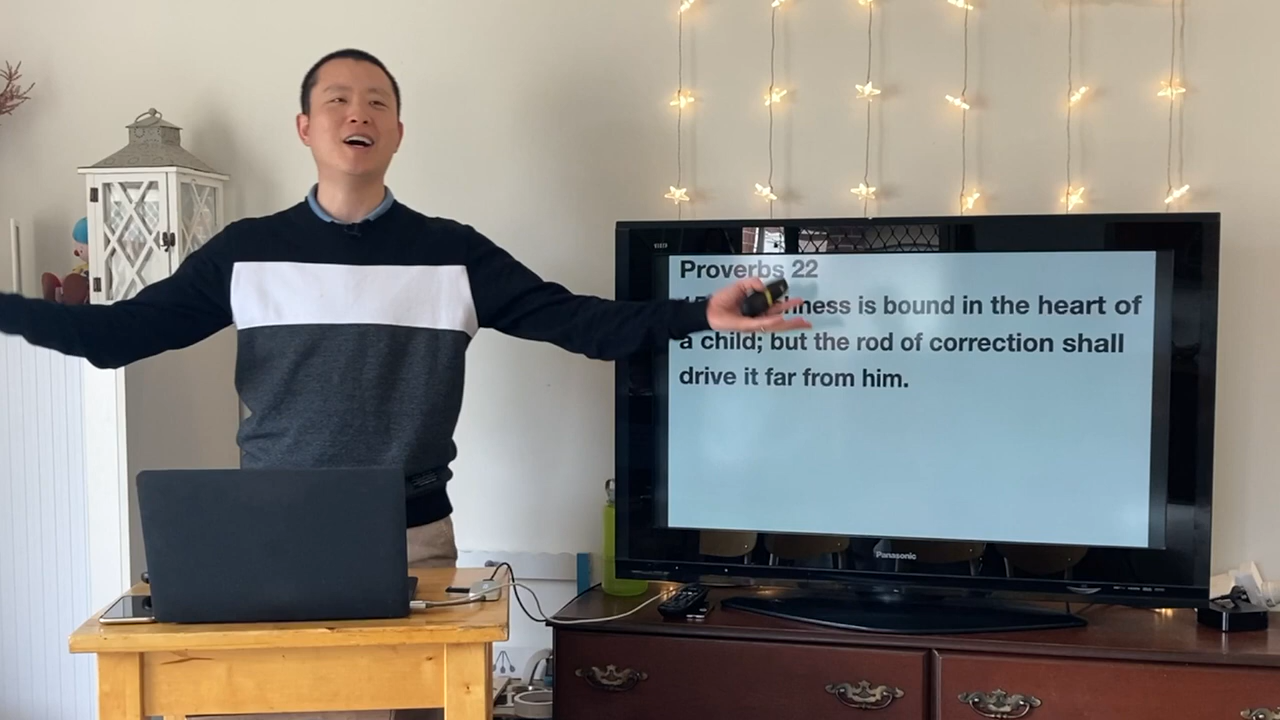 Proverbs 22
is bound in the heart of
a child; but the rod of correction shall
drive it far from him.
Panasonic